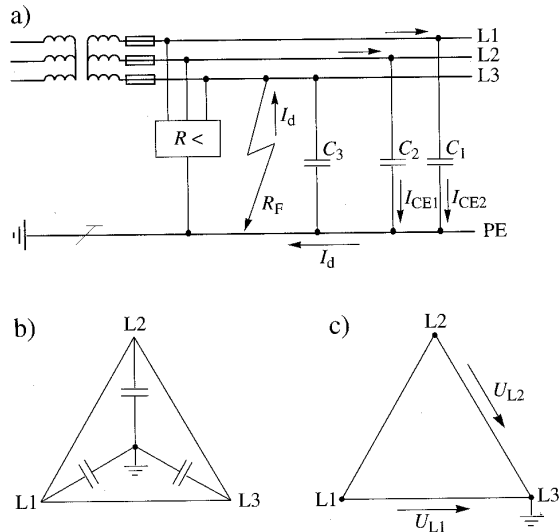 a)
L1
L2
L3
R <
I_d
C_3
C_2
C_1
R_F
I_CE1
I_CE2
PE
I_d
b)
L2
L1
L3
c)
L2
U_L2
L1
L3
U_L1